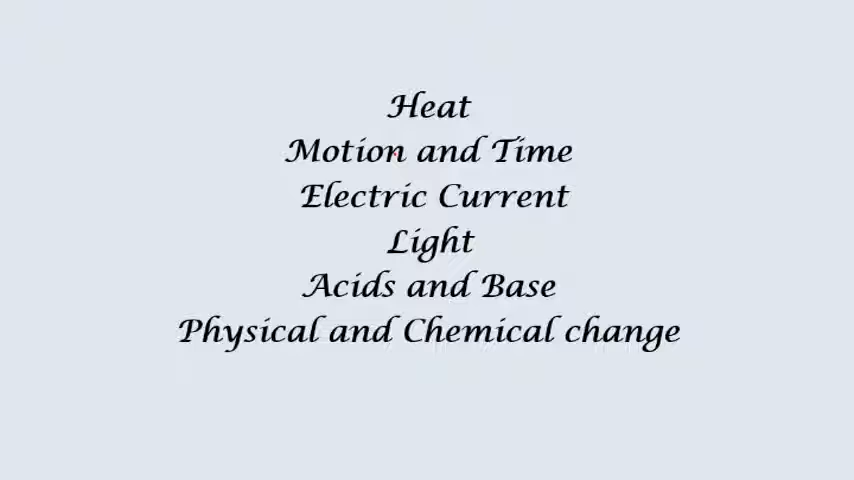 Heat
Motion and Time
Electric Current
Light
Acids and Base
Physical and Chemical change